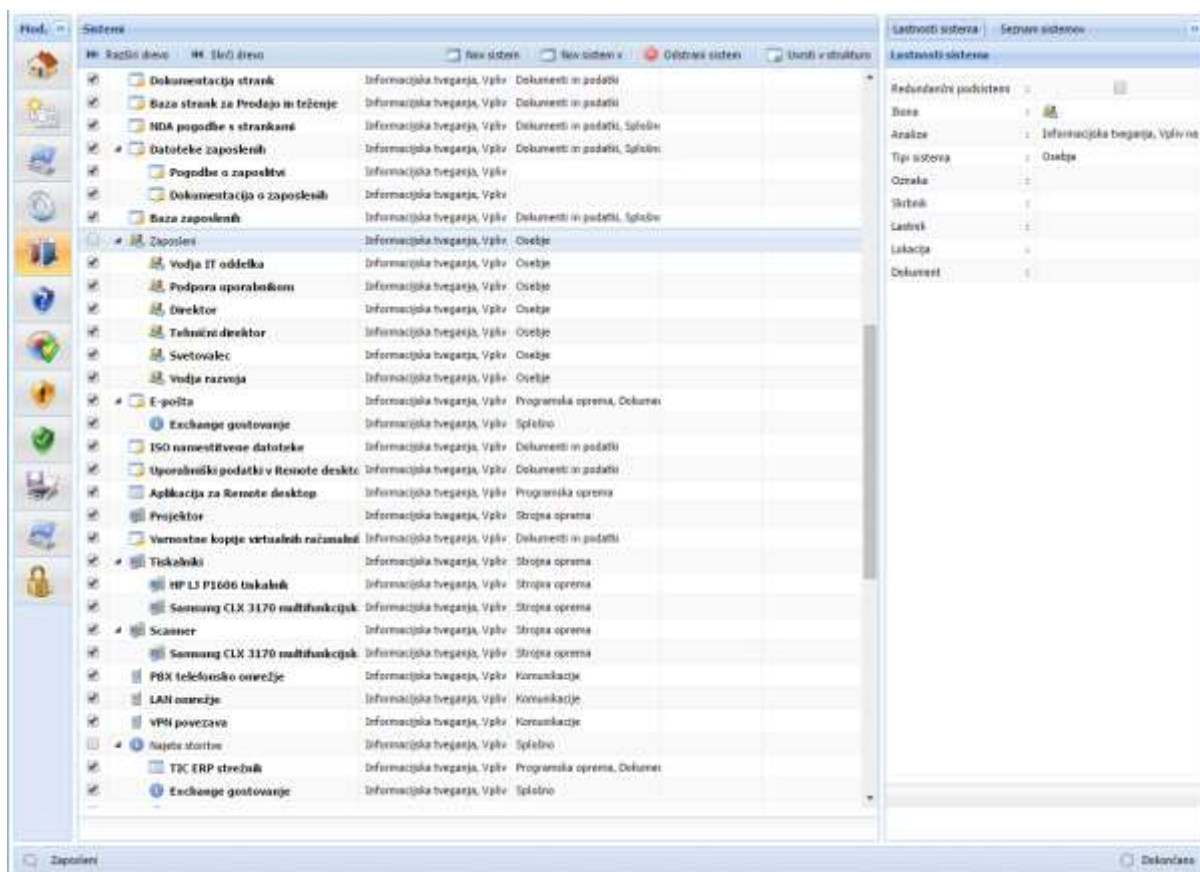 Mod.
Sistemi
Lastnosti sistema Seznam sistemov
Razširi drevo Skrči drevo Nov sistem Nov sistem v Odstrani sistem Uvrsti v strukturo
Lastnosti sistema
Dokumentacija strank Informacijska tveganja, Vpliv Dokumenti in podatki
Baza strank za Prodajo in teženje Informacijska tveganja, Vpliv Dokumenti in podatki
NDA pogodbe s strankami Informacijska tveganja, Vpliv Dokumenti in podatki, Splošno
Datoteke zaposlenih Informacijska tveganja, Vpliv Dokumenti in podatki, Splošno
Pogodbe o zaposlitvi Informacijska tveganja, Vpliv
Dokumentacija o zaposlenih Informacijska tveganja, Vpliv
Baza zaposlenih Informacijska tveganja, Vpliv Dokumenti in podatki, Splošno
Zaposleni Informacijska tveganja, Vpliv Osebje
Vodja IT oddelka Informacijska tveganja, Vpliv Osebje
Podpora uporabnikom Informacijska tveganja, Vpliv Osebje
Direktor Informacijska tveganja, Vpliv Osebje
Tehnični direktor Informacijska tveganja, Vpliv Osebje
Svetovalec Informacijska tveganja, Vpliv Osebje
Vodja razvoja Informacijska tveganja, Vpliv Osebje
E-pošta Informacijska tveganja, Vpliv Programska oprema, Dokumen
Exchange gostovanje Informacijska tveganja, Vpliv Splošno
ISO namestitvene datoteke Informacijska tveganja, Vpliv Dokumenti in podatki
Uporabniški podatki v Remote deskto Informacijska tveganja, Vpliv Dokumenti in podatki
Aplikacija za Remote desktop Informacijska tveganja, Vpliv Programska oprema
Projektor Informacijska tveganja, Vpliv Strojna oprema
Varnostne kopije virtualnih računalni Informacijska tveganja, Vpliv Dokumenti in podatki
Tiskalniki Informacijska tveganja, Vpliv Strojna oprema
HP LJ P1606 tiskalnik Informacijska tveganja, Vpliv Strojna oprema
Samsung CLX 3170 multifunkcijsk Informacijska tveganja, Vpliv Strojna oprema
Scanner Informacijska tveganja, Vpliv Strojna oprema
Samsung CLX 3170 multifunkcijsk Informacijska tveganja, Vpliv Strojna oprema
PBX telefonsko omrežje Informacijska tveganja, Vpliv Komunikacije
LAN omrežje Informacijska tveganja, Vpliv Komunikacije
VPN povezava Informacijska tveganja, Vpliv Komunikacije
Najete storitve Informacijska tveganja, Vpliv Splošno
TIC ERP strežnik Informacijska tveganja, Vpliv Programska oprema, Dokumen
Exchange gostovanje Informacijska tveganja, Vpliv Splošno
Redundančni podsistem :
Ikona :
Analize : Informacijska tveganja, Vpliv na
Tipi sistema : Osebje
Oznaka :
Skrbnik :
Lastnik :
Lokacija :
Dokument :
Zaposleni
Dokončano